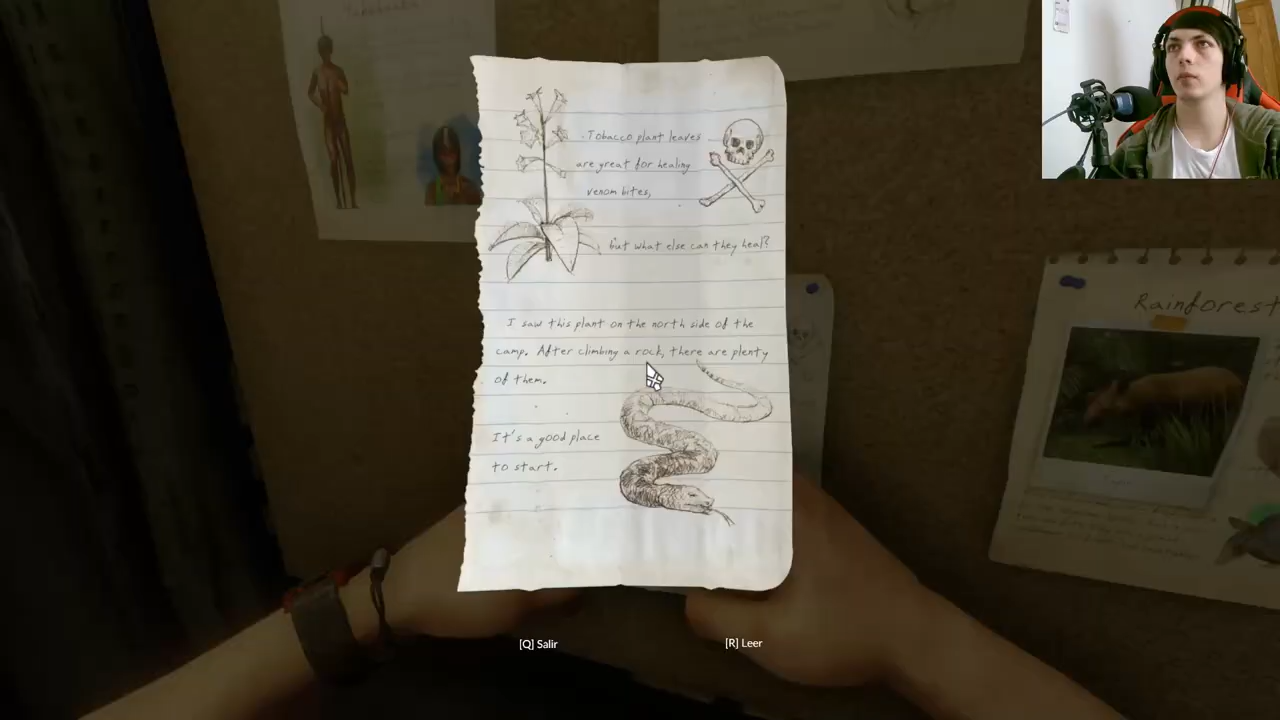 Tobacco plant leaves
are great for healing
venom bites,
but what else can they heal?
I saw this plant on the north side of the
camp. After climbing a rock, there are plenty
of them.
It's a good place
to start.
Rainforest
[Q] Salir
[R] Leer